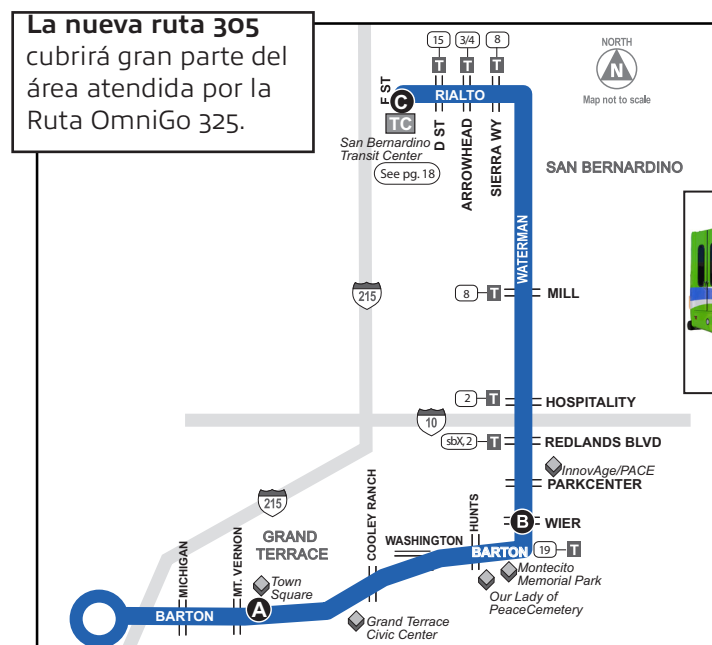 La nueva ruta 305
cubrirá gran parte del
área atendida por la
Ruta OmniGo 325.
NORTH
N
Map not to scale
15
3/4
8
T
T
T
F ST
C
RIALTO
TC
San Bernardino
Transit Center
See pg. 18
D ST
ARROWHEAD
SIERRA WY
SAN BERNARDINO
WATERMAN
215
8
T
MILL
2
T
HOSPITALITY
10
sbX, 2
T
REDLANDS BLVD
InnovAge/PACE
PARKCENTER
215
B
WIER
GRAND
TERRACE
COOLEY RANCH
WASHINGTON
HUNTS
BARTON
19
T
MICHIGAN
MT. VERNON
Town
Square
Montecito
Memorial Park
Our Lady of
PeaceCemetery
A
BARTON
Grand Terrace
Civic Center